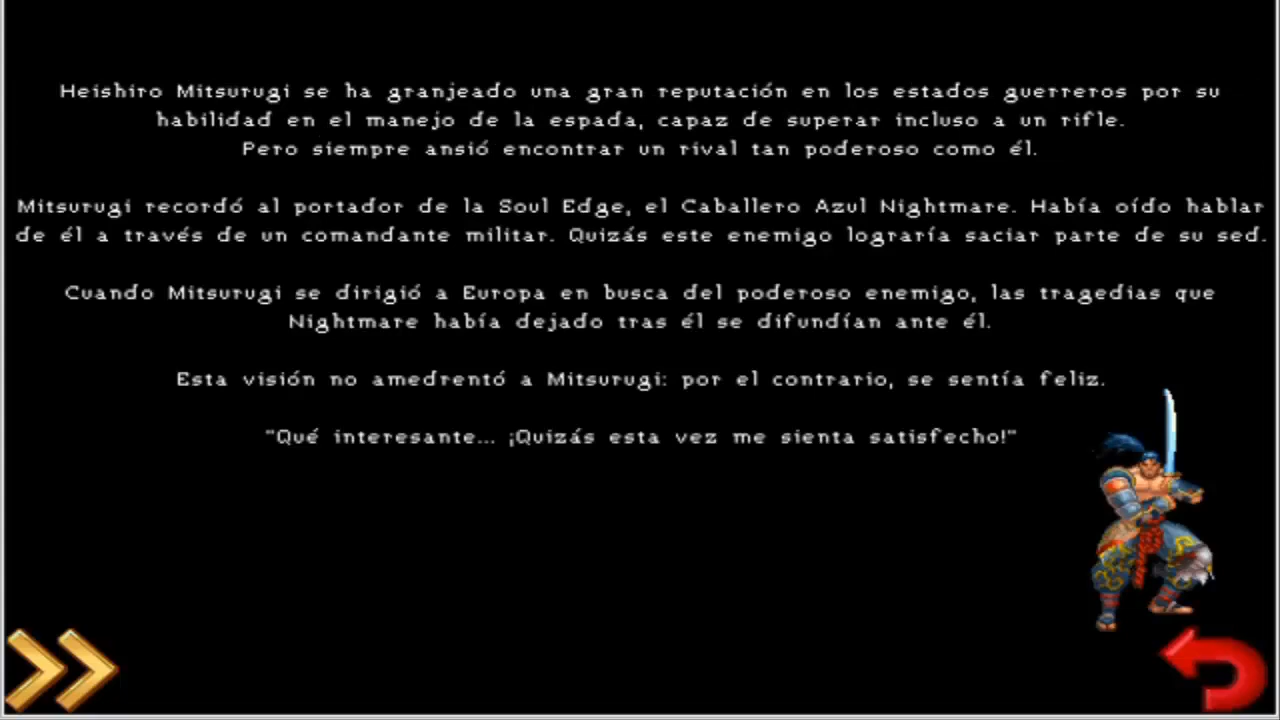 Heishiro Mitsurugi se ha granjeado una gran reputación en los estados guerreros por su
habilidad en el manejo de la espada, capaz de superar incluso a un rifle.
Pero siempre ansió encontrar un rival tan poderoso como él.
Mitsurugi recordó al portador de la Soul Edge, el Caballero Azul Nightmare. Había oído hablar
de él a través de un comandante militar. Quizás este enemigo lograría saciar parte de su sed.
Cuando Mitsurugi se dirigió a Europa en busca del poderoso enemigo, las tragedias que
Nightmare había dejado tras él se difundían ante él.
Esta visión no amedrentó a Mitsurugi: por el contrario, se sentía feliz.
"Qué interesante... ¡Quizás esta vez me sienta satisfecho!"